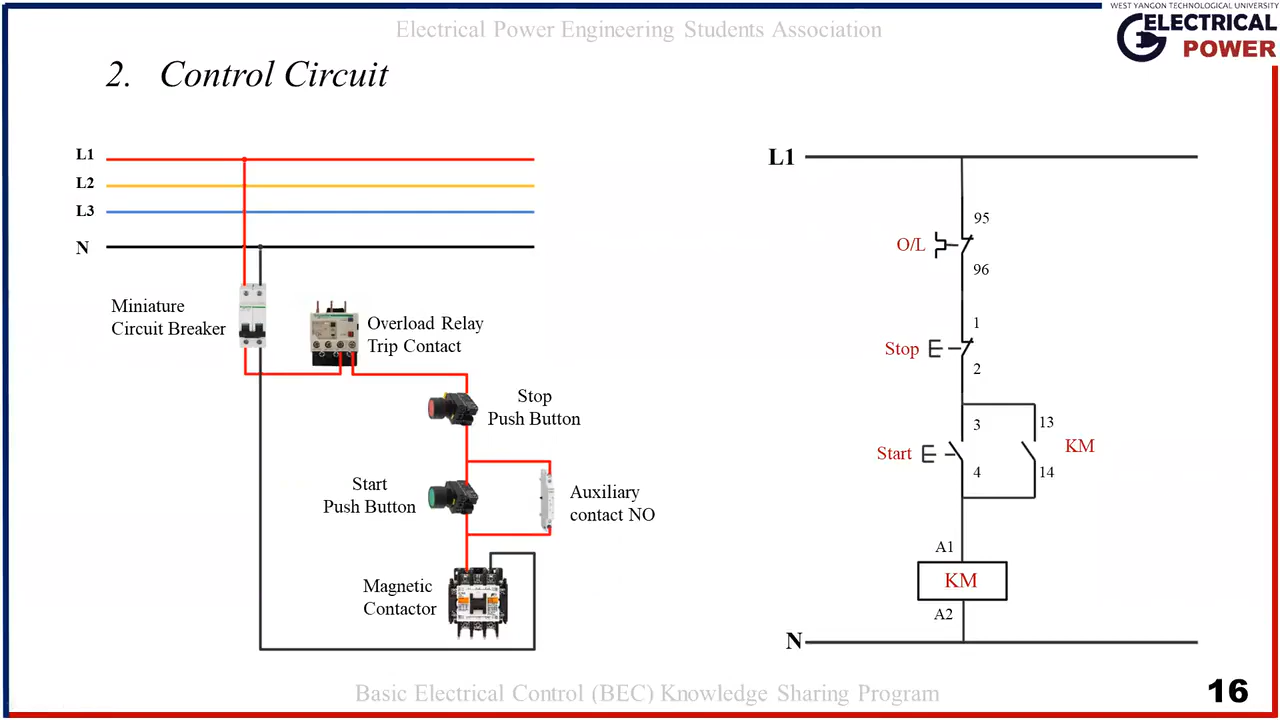 Electrical Power Engineering Students Association
WEST YANGON TECHNOLOGICAL UNIVERSITY
ELECTRICAL
POWER
2. Control Circuit
L1
L2
L3
N
Miniature
Circuit Breaker
Overload Relay
Trip Contact
Stop
Push Button
Start
Push Button
Auxiliary
contact NO
Magnetic
Contactor
L1
95
O/L
96
1
Stop
2
3
13
Start
KM
4
14
A1
KM
A2
N
Basic Electrical Control (BEC) Knowledge Sharing Program
16